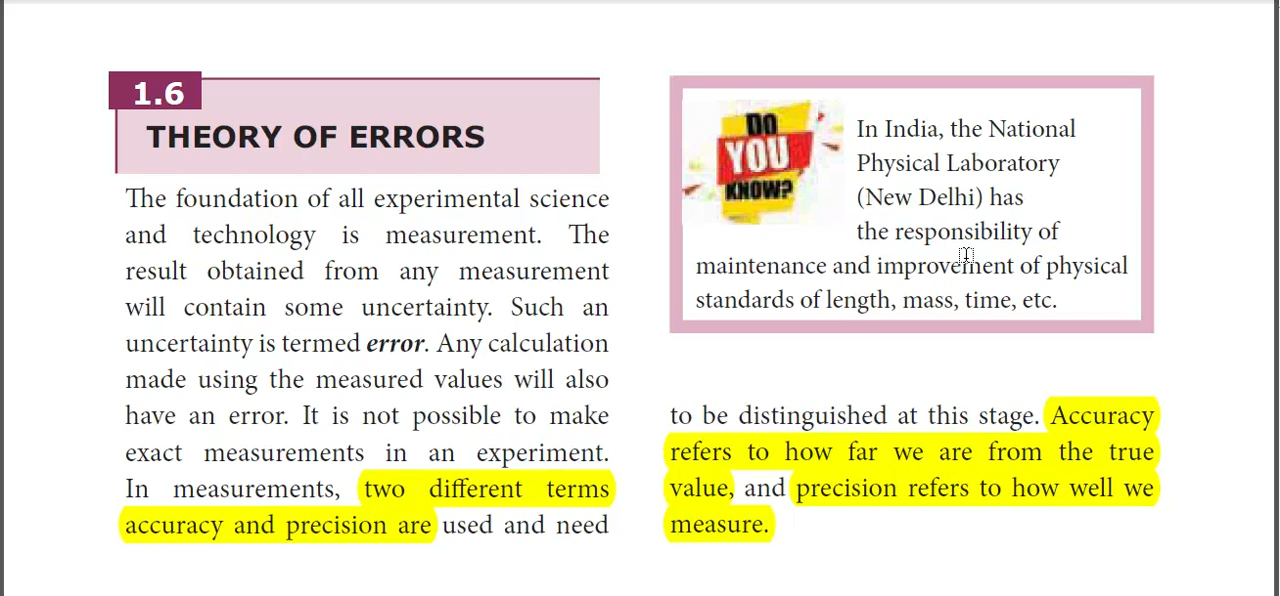 1.6
THEORY OF ERRORS
The foundation of all experimental science
and technology is measurement. The
result obtained from any measurement
will contain some uncertainty. Such an
uncertainty is termed error. Any calculation
made using the measured values will also
have an error. It is not possible to make
exact measurements in an experiment.
In measurements, two different terms
accuracy and precision are used and need
DO
YOU
KNOW?
In India, the National
Physical Laboratory
(New Delhi) has
the responsibility of
maintenance and improvement of physical
standards of length, mass, time, etc.
to be distinguished at this stage. Accuracy
refers to how far we are from the true
value, and precision refers to how well we
measure.